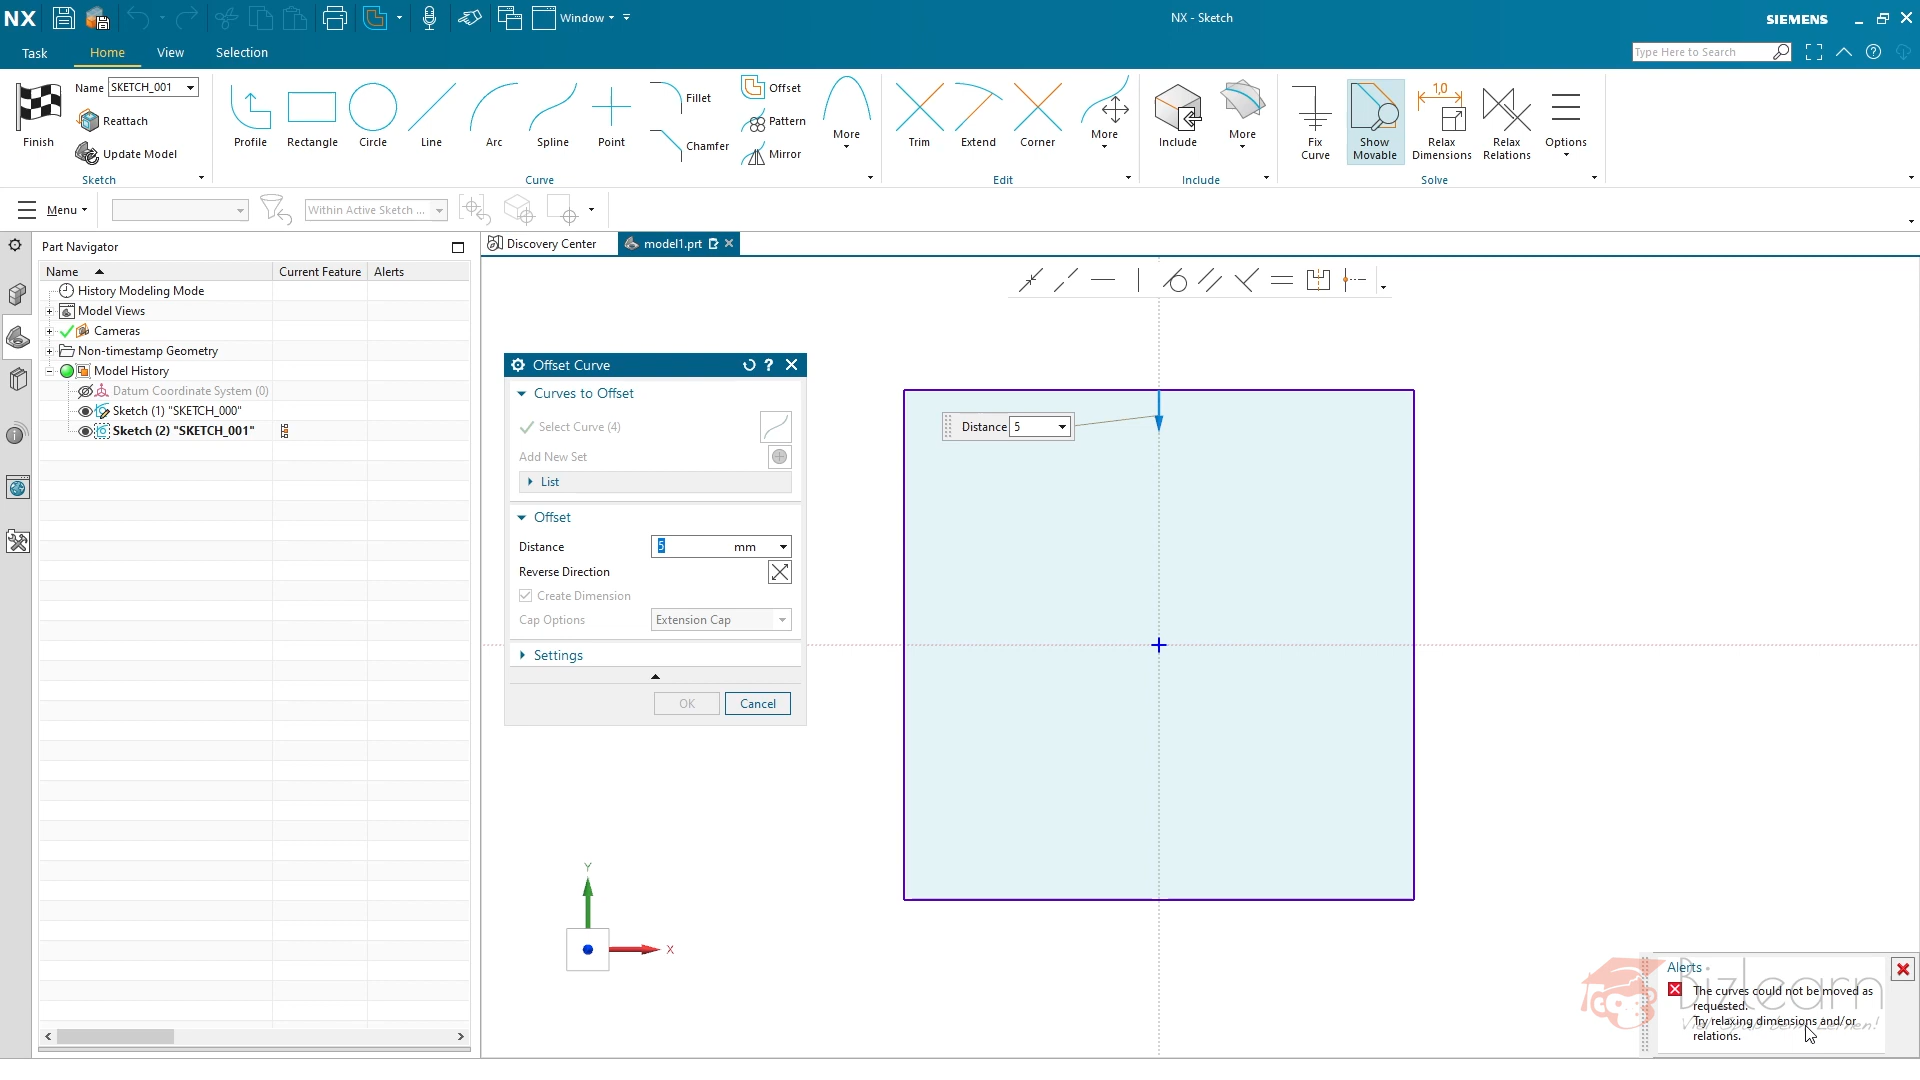 NX
Window
NX - Sketch
SIEMENS
Task
Home
View
Selection
Type Here to Search
Finish
Name
SKETCH_001
Reattach
Update Model
Sketch
Profile
Rectangle
Circle
Line
Arc
Spline
Point
Fillet
Chamfer
Offset
Pattern
Mirror
More
Curve
Trim
Extend
Corner
More
Edit
Include
More
Include
Fix
Curve
Show
Movable
1,0
Relax
Dimensions
Relax
Relations
Options
Solve
Menu
Within Active Sketch ...
Part Navigator
Discovery Center
model1.prt
Name
Current Feature
Alerts
History Modeling Mode
Model Views
Cameras
Non-timestamp Geometry
Model History
Datum Coordinate System (0)
Sketch (1) "SKETCH_000"
Sketch (2) "SKETCH_001"
Offset Curve
Curves to Offset
Select Curve (4)
Add New Set
List
Offset
Distance
5
mm
Reverse Direction
Create Dimension
Cap Options
Extension Cap
Settings
OK
Cancel
Distance
5
Y
X
Alerts
The curves could not be moved as
requested.
Try relaxing dimensions and/or
relations.
Bizlearn